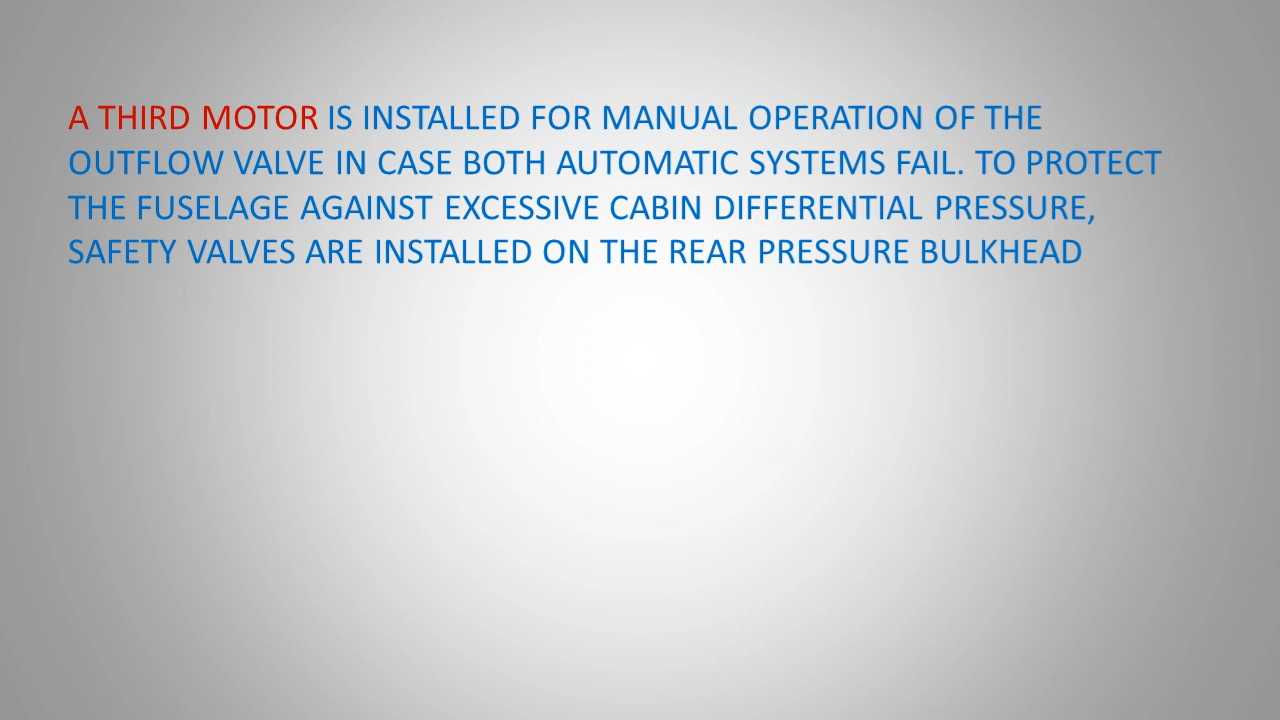 A THIRD MOTOR IS INSTALLED FOR MANUAL OPERATION OF THE
OUTFLOW VALVE IN CASE BOTH AUTOMATIC SYSTEMS FAIL. TO PROTECT
THE FUSELAGE AGAINST EXCESSIVE CABIN DIFFERENTIAL PRESSURE,
SAFETY VALVES ARE INSTALLED ON THE REAR PRESSURE BULKHEAD